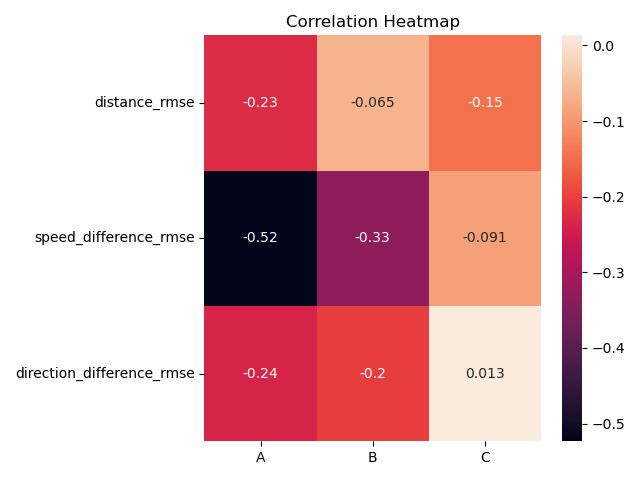 Correlation Heatmap
distance_rmse -0.23 -0.065 -0.15
speed_difference_rmse -0.52 -0.33 -0.091
direction_difference_rmse -0.24 -0.2 0.013
A B C
0.0
−0.1
−0.2
−0.3
−0.4
−0.5